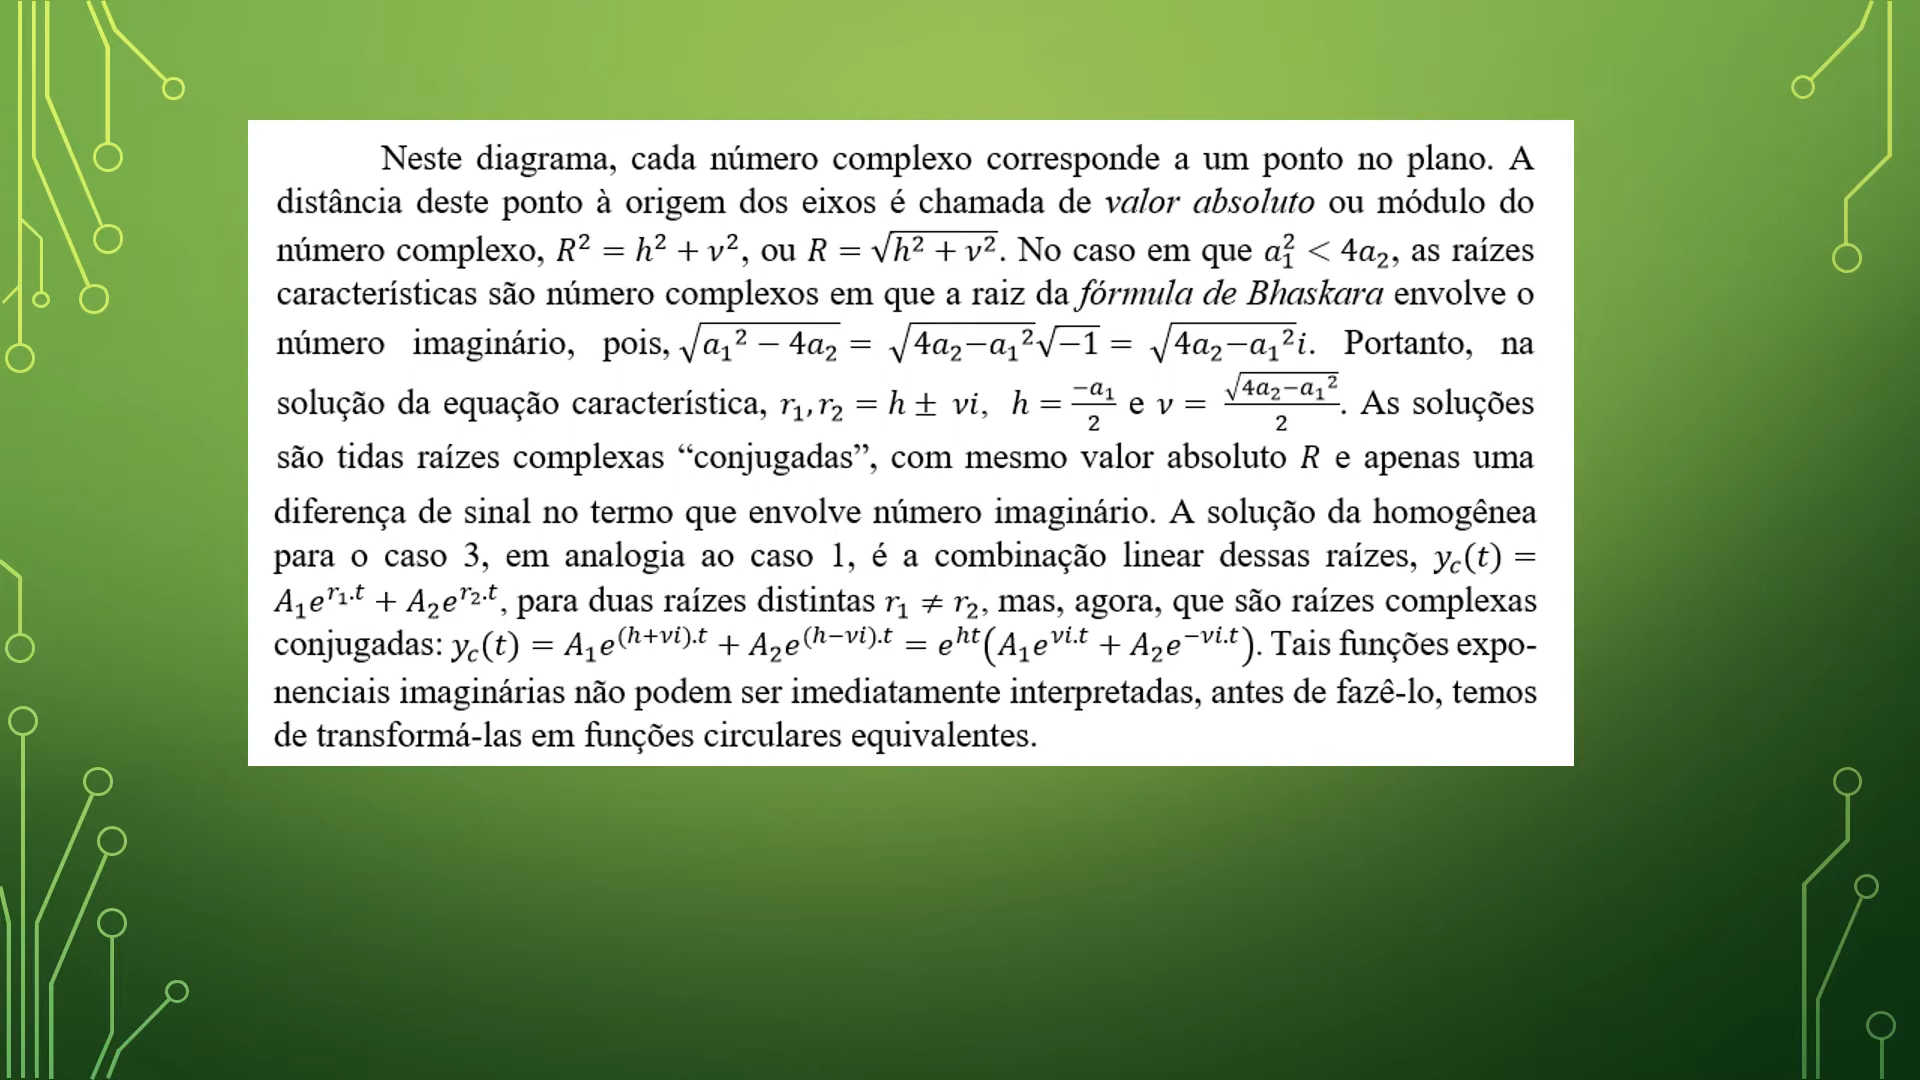 Neste diagrama, cada número complexo corresponde a um ponto no plano. A
distância deste ponto à origem dos eixos é chamada de valor absoluto ou módulo do
número complexo, R² = h² + v², ou R = √(h² + v²). No caso em que a₁² < 4a₂, as raízes
características são número complexos em que a raiz da fórmula de Bhaskara envolve o
número imaginário, pois, √(a₁² − 4a₂) = √(4a₂−a₁²)√(−1) = √(4a₂−a₁²)i. Portanto, na
solução da equação característica, r₁,r₂ = h ± vi, h = −a₁/2 e v = √(4a₂−a₁²)/2. As soluções
são tidas raízes complexas “conjugadas”, com mesmo valor absoluto R e apenas uma
diferença de sinal no termo que envolve número imaginário. A solução da homogênea
para o caso 3, em analogia ao caso 1, é a combinação linear dessas raízes, y_c(t) =
A₁e^(r₁.t) + A₂e^(r₂.t), para duas raízes distintas r₁ ≠ r₂, mas, agora, que são raízes complexas
conjugadas: y_c(t) = A₁e^((h+vi).t) + A₂e^((h−vi).t) = e^(ht)(A₁e^(vi.t) + A₂e^(−vi.t)). Tais funções expo-
nenciais imaginárias não podem ser imediatamente interpretadas, antes de fazê-lo, temos
de transformá-las em funções circulares equivalentes.